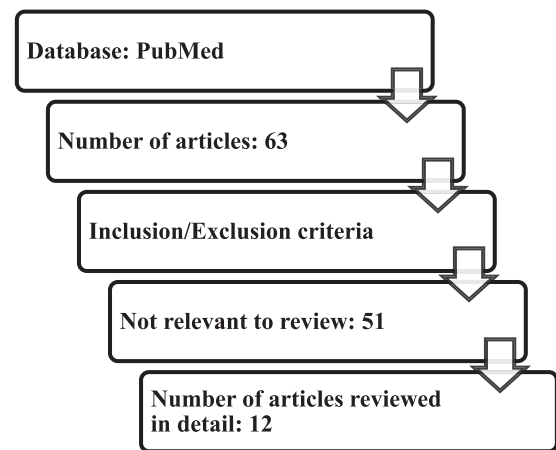 Database: PubMed
Number of articles: 63
Inclusion/Exclusion criteria
Not relevant to review: 51
Number of articles reviewed
in detail: 12